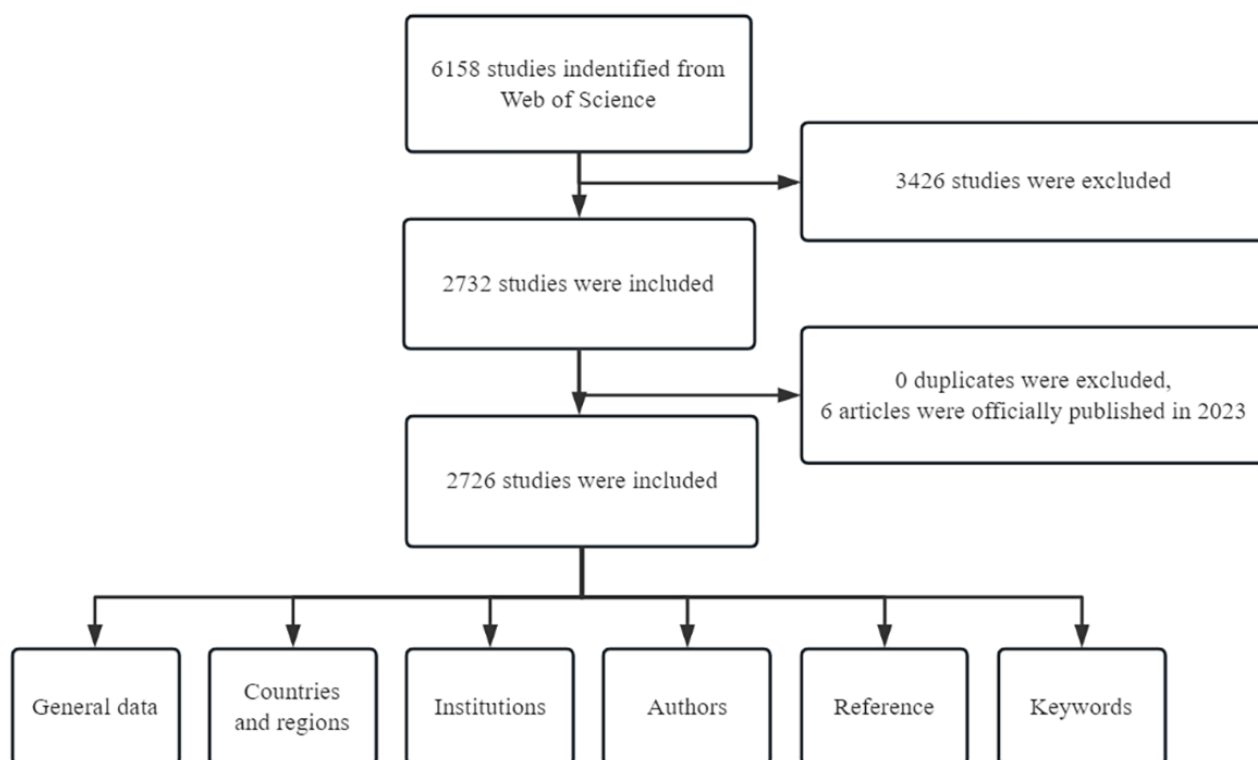 6158 studies indentified from
Web of Science
3426 studies were excluded
2732 studies were included
0 duplicates were excluded,
6 articles were officially published in 2023
2726 studies were included
General data
Countries
and regions
Institutions
Authors
Reference
Keywords